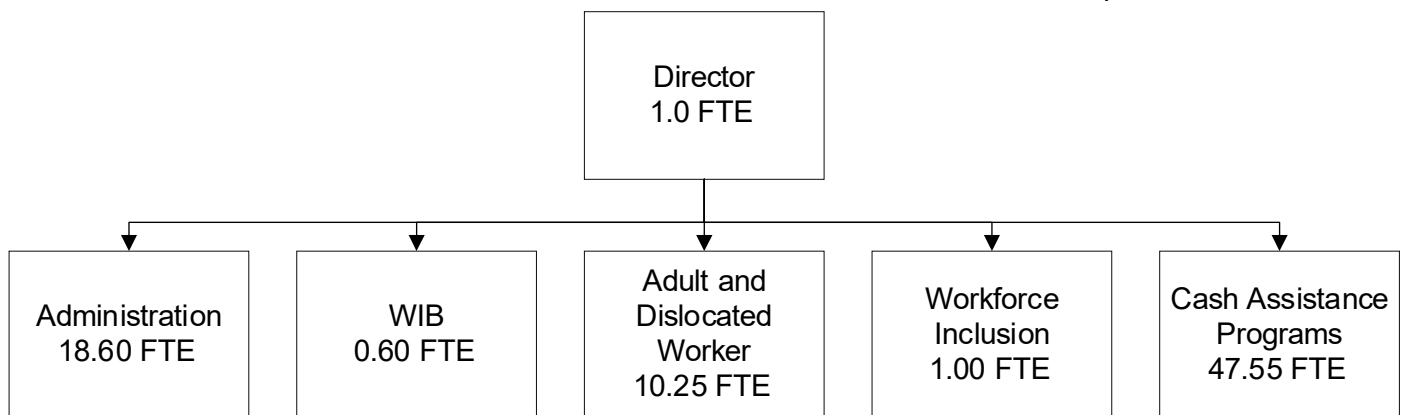 Director
1.0 FTE
Administration
18.60 FTE
WIB
0.60 FTE
Adult and
Dislocated
Worker
10.25 FTE
Workforce
Inclusion
1.00 FTE
Cash Assistance
Programs
47.55 FTE